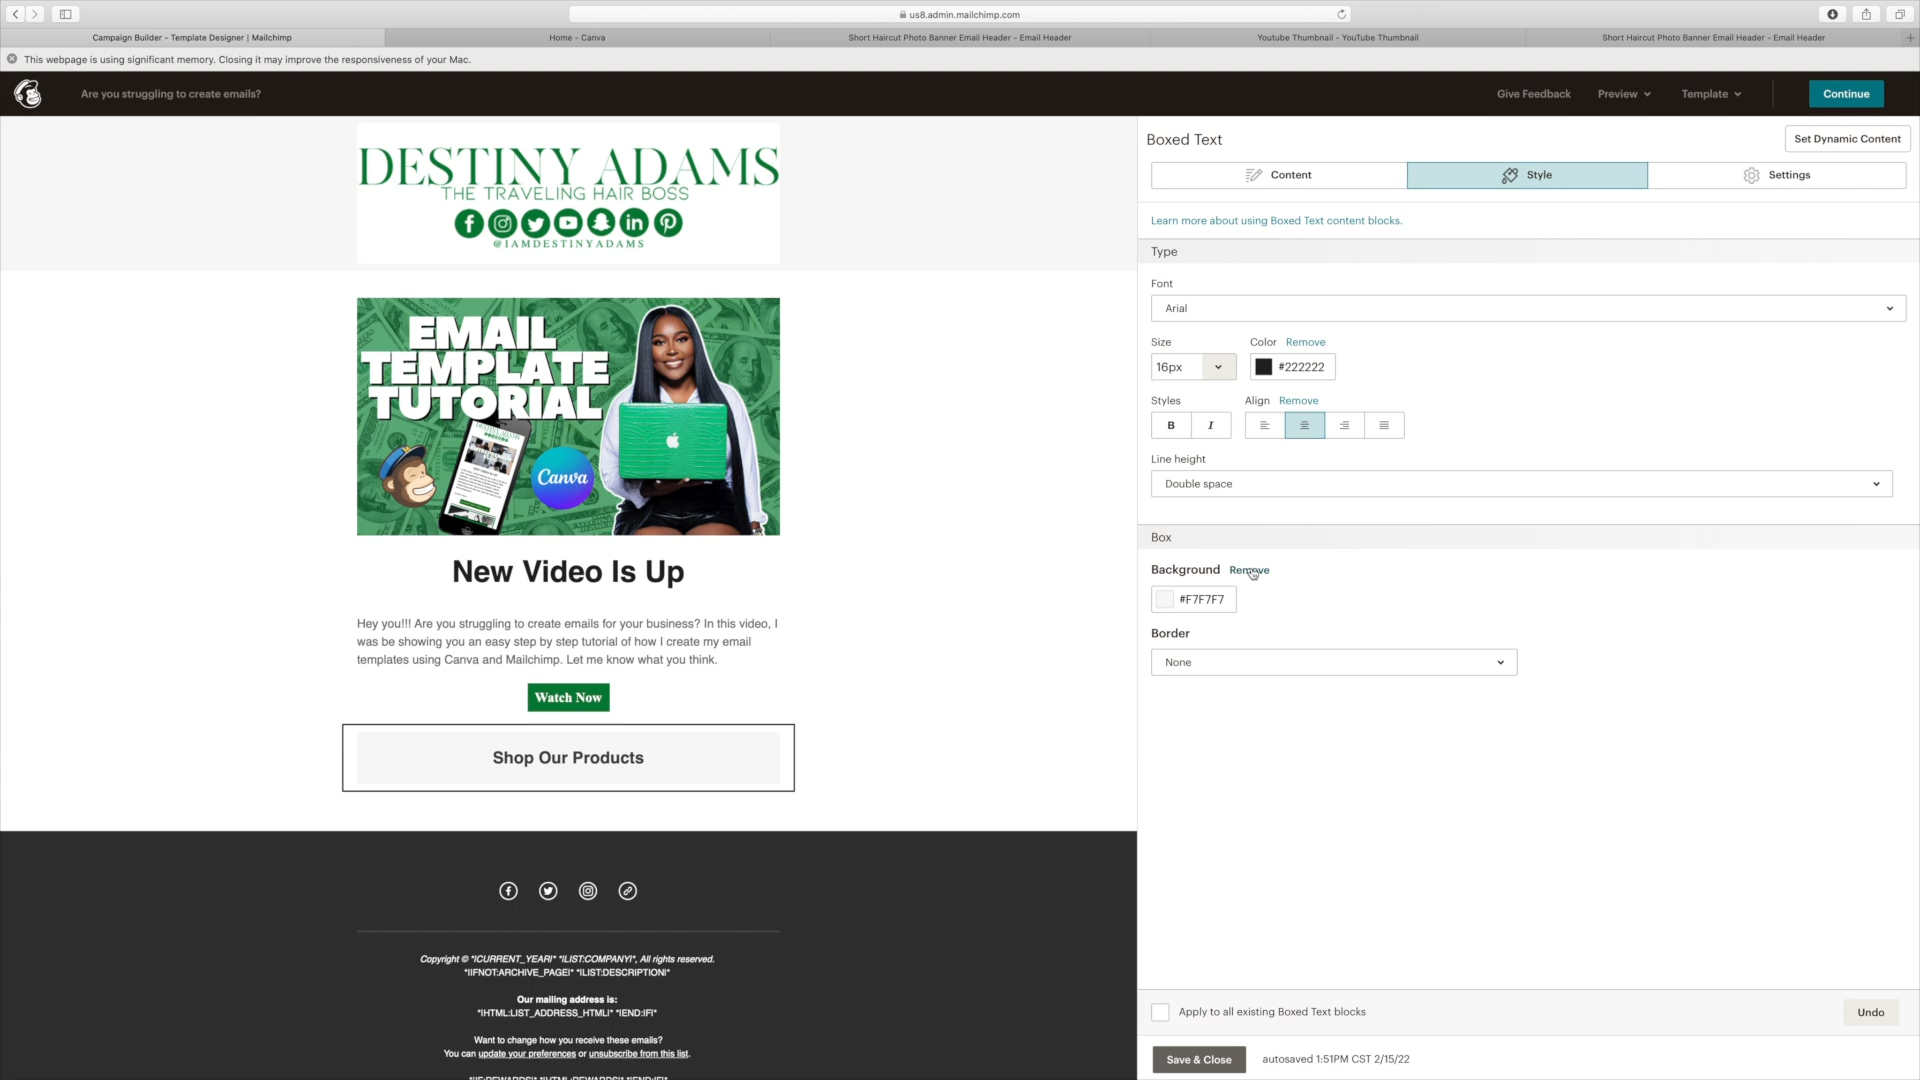 us8.admin.mailchimp.com
Campaign Builder - Template Designer | Mailchimp
Home - Canva
Short Haircut Photo Banner Email Header - Email Header
Youtube Thumbnail - YouTube Thumbnail
Short Haircut Photo Banner Email Header - Email Header
This webpage is using significant memory. Closing it may improve the responsiveness of your Mac.
Are you struggling to create emails?
Give Feedback
Preview
Template
Continue
DESTINY ADAMS
THE TRAVELING HAIR BOSS
@IAMDESTINYADAMS
EMAIL
TEMPLATE
TUTORIAL
DESTINY ADAMS
Canva
New Video Is Up
Hey you!!! Are you struggling to create emails for your business? In this video, I
was be showing you an easy step by step tutorial of how I create my email
templates using Canva and Mailchimp. Let me know what you think.
Watch Now
Shop Our Products
Copyright © *|CURRENT_YEAR|* *|LIST:COMPANY|*, All rights reserved.
*|IFNOT:ARCHIVE_PAGE|* *|LIST:DESCRIPTION|*
Our mailing address is:
*|HTML:LIST_ADDRESS_HTML|* *|END:IF|*
Want to change how you receive these emails?
You can update your preferences or unsubscribe from this list.
*|IF:REWARDS|* *|HTML:REWARDS|* *|END:IF|*
Boxed Text
Set Dynamic Content
Content
Style
Settings
Learn more about using Boxed Text content blocks.
Type
Font
Arial
Size
Color Remove
16px
#222222
Styles
Align Remove
B I
Line height
Double space
Box
Background Remove
#F7F7F7
Border
None
Apply to all existing Boxed Text blocks
Undo
Save & Close
autosaved 1:51PM CST 2/15/22